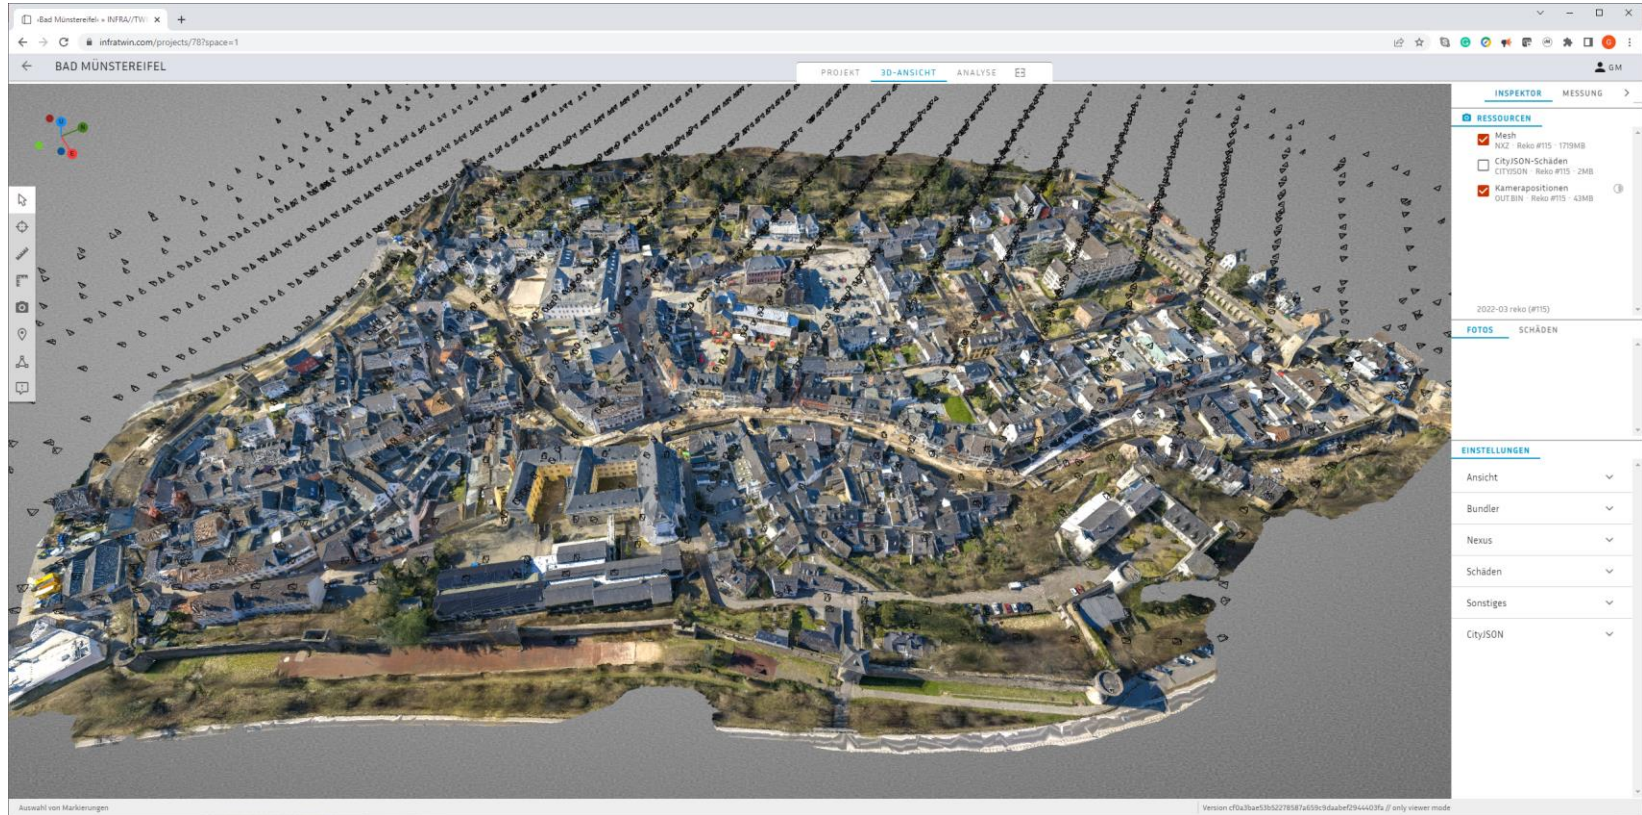 ‹Bad Münstereifel› « INFRA//TW
infratwin.com/projects/78?space=1
BAD MÜNSTEREIFEL
PROJEKT 3D-ANSICHT ANALYSE
GM
INSPEKTOR MESSUNG
RESSOURCEN
Mesh
NXZ · Reko #115 · 1719MB
CityJSON-Schäden
CITYJSON · Reko #115 · 2MB
Kamerapositionen
OUT.BIN · Reko #115 · 43MB
2022-03 reko (#115)
FOTOS SCHÄDEN
EINSTELLUNGEN
Ansicht
Bundler
Nexus
Schäden
Sonstiges
CityJSON
Auswahl von Markierungen
// only viewer mode